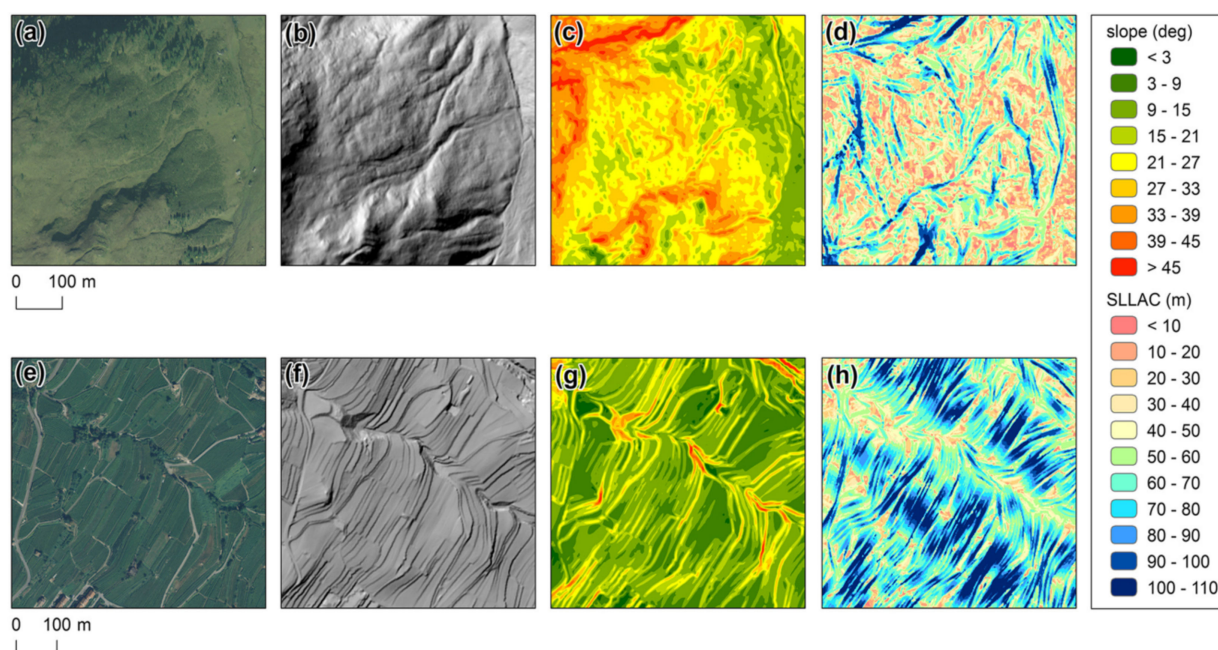 (a)
(b)
(c)
(d)
0 100 m
(e)
(f)
(g)
(h)
0 100 m
slope (deg)
< 3
3 - 9
9 - 15
15 - 21
21 - 27
27 - 33
33 - 39
39 - 45
> 45
SLLAC (m)
< 10
10 - 20
20 - 30
30 - 40
40 - 50
50 - 60
60 - 70
70 - 80
80 - 90
90 - 100
100 - 110